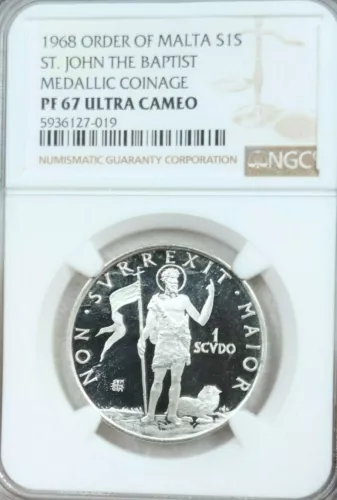 1968 ORDER OF MALTA S1S
ST. JOHN THE BAPTIST
MEDALLIC COINAGE
PF 67 ULTRA CAMEO
5936127-019
NUMISMATIC GUARANTY CORPORATION
NGC
NON · SVRREXIT · MAIOR
1
SCVDO